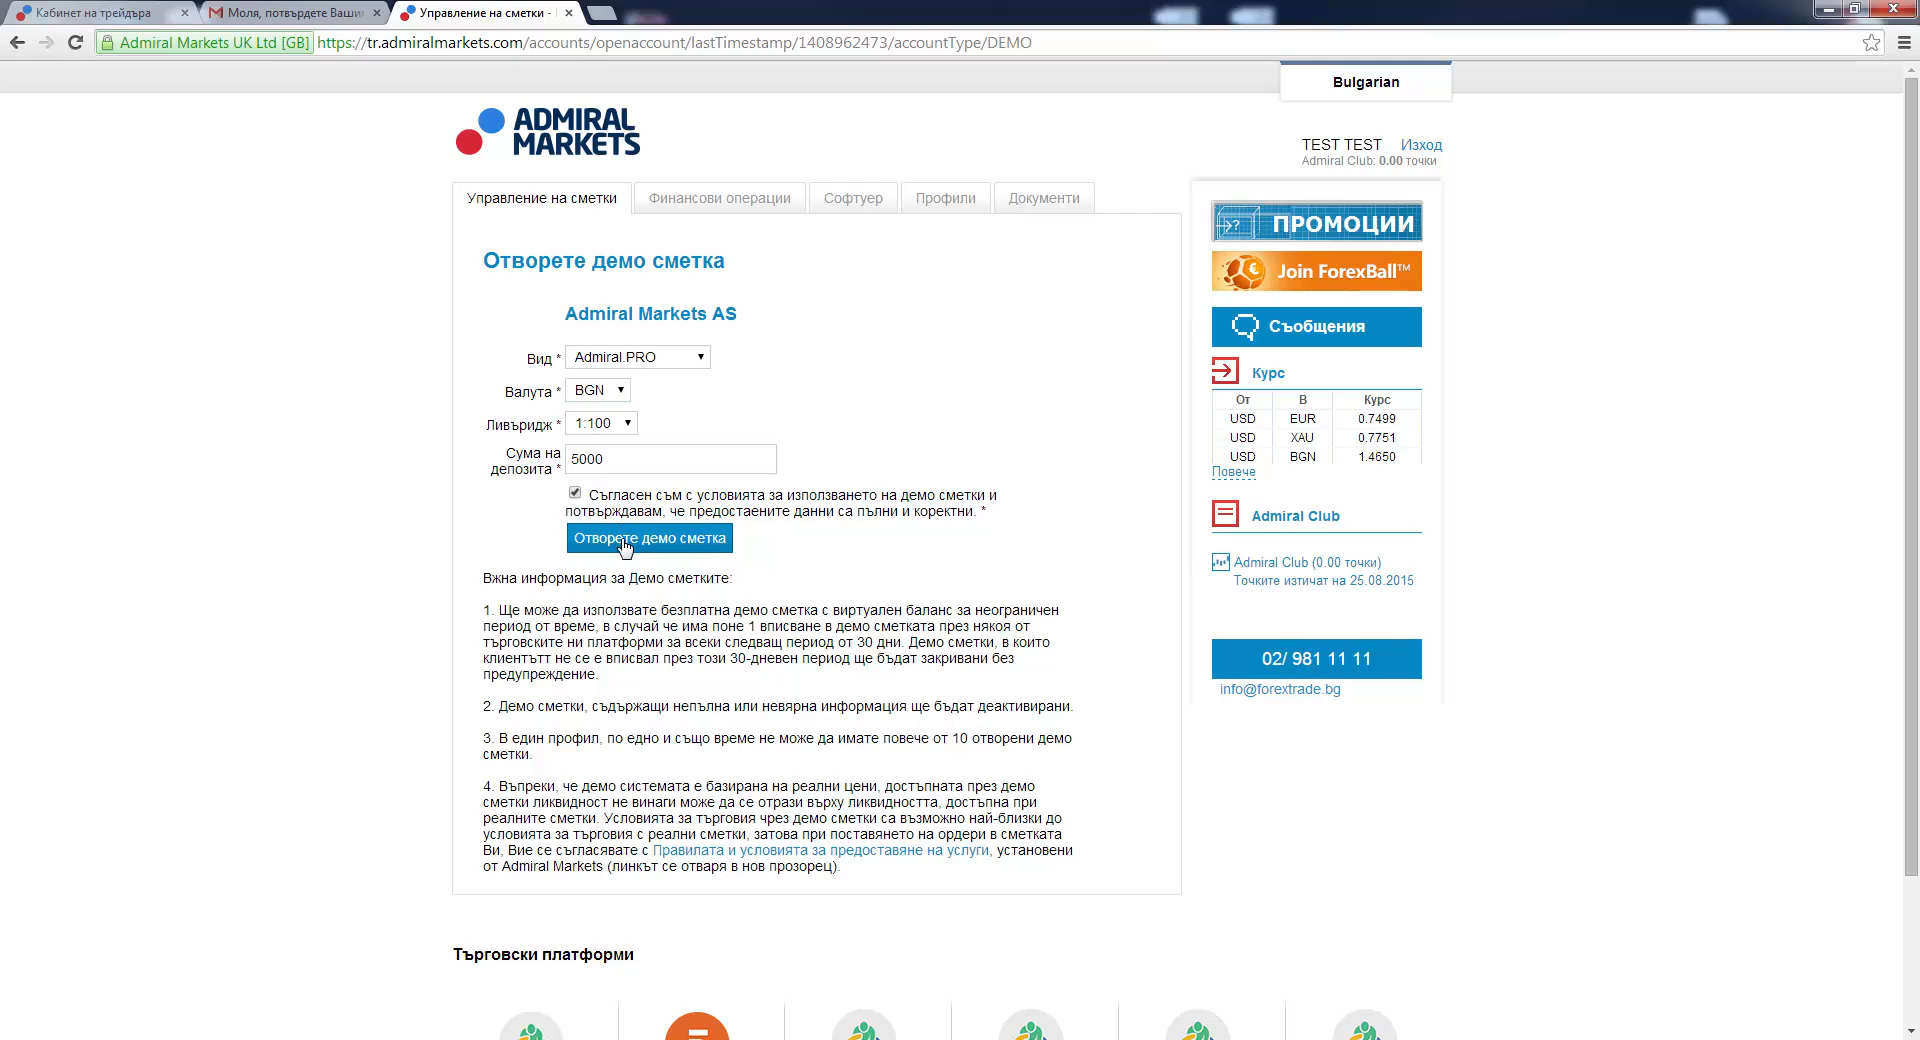 Кабинет на трейдъра
Моля, потвърдете Вашия
Управление на сметки -
Admiral Markets UK Ltd [GB] https://tr.admiralmarkets.com/accounts/openaccount/lastTimestamp/1408962473/accountType/DEMO
Bulgarian
ADMIRAL
MARKETS
TEST TEST Изход
Admiral Club: 0.00 точки
Управление на сметки
Финансови операции
Софтуер
Профили
Документи
Отворете демо сметка
Admiral Markets AS
Вид * Admiral.PRO
Валута * BGN
Ливъридж * 1:100
Сума на
депозита * 5000
Съгласен съм с условията за използването на демо сметки и
потвърждавам, че предостаените данни са пълни и коректни. *
Отворете демо сметка
Вжна информация за Демо сметките:
1. Ще може да използвате безплатна демо сметка с виртуален баланс за неограничен
период от време, в случай че има поне 1 вписване в демо сметката през някоя от
търговските ни платформи за всеки следващ период от 30 дни. Демо сметки, в които
клиентътт не се е вписвал през този 30-дневен период ще бъдат закривани без
предупреждение.
2. Демо сметки, съдържащи непълна или невярна информация ще бъдат деактивирани.
3. В един профил, по едно и също време не може да имате повече от 10 отворени демо
сметки.
4. Въпреки, че демо системата е базирана на реални цени, достъпната през демо
сметки ликвидност не винаги може да се отрази върху ликвидността, достъпна при
реалните сметки. Условията за търговия чрез демо сметки са възможно най-близки до
условията за търговия с реални сметки, затова при поставянето на ордери в сметката
Ви, Вие се съгласявате с Правилата и условията за предоставяне на услуги, установени
от Admiral Markets (линкът се отваря в нов прозорец).
ПРОМОЦИИ
Join ForexBall™
Съобщения
Курс
От В Курс
USD EUR 0.7499
USD XAU 0.7751
USD BGN 1.4650
Повече
Admiral Club
Admiral Club (0.00 точки)
Точките изтичат на 25.08.2015
02/ 981 11 11
info@forextrade.bg
Търговски платформи